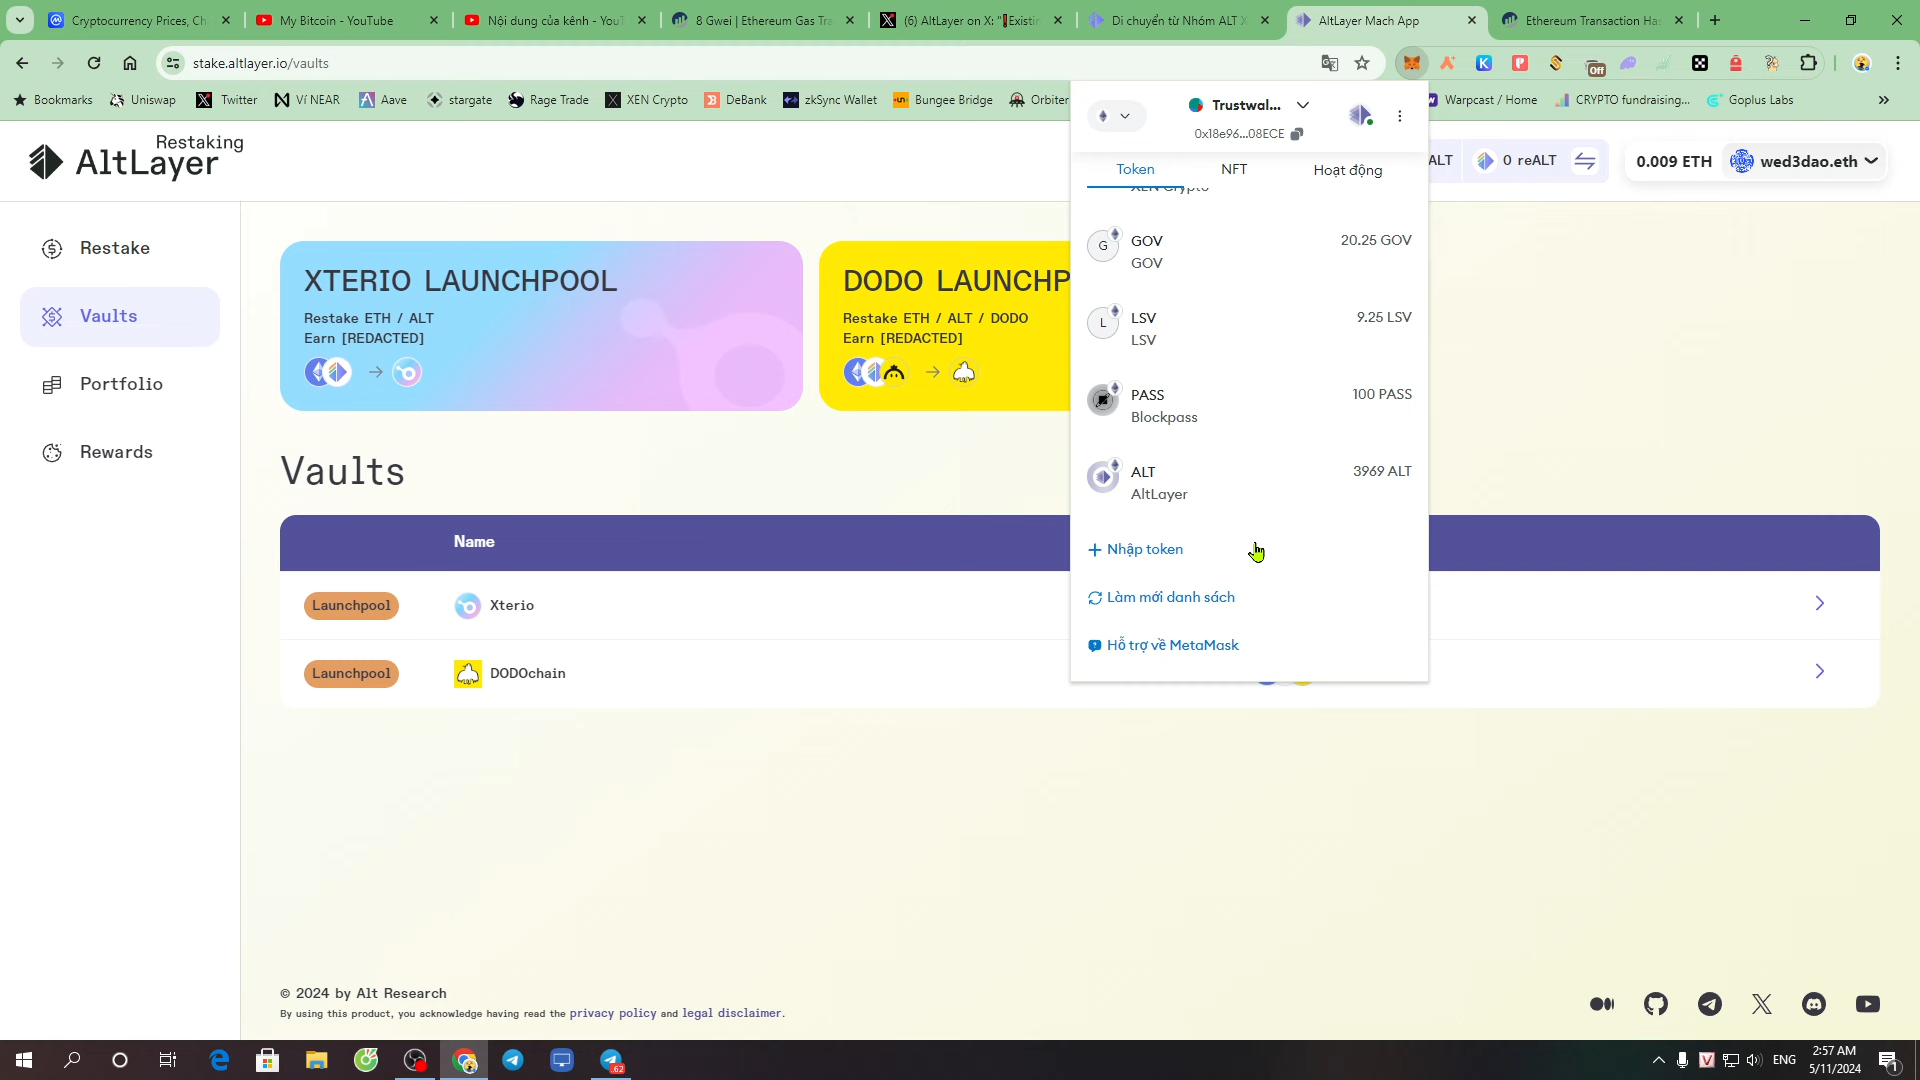 Cryptocurrency Prices, Ch
My Bitcoin - YouTube
Nội dung của kênh - YouT
8 Gwei | Ethereum Gas Tra
(6) AltLayer on X: "❗Existin
Di chuyển từ Nhóm ALT X
AltLayer Mach App
Ethereum Transaction Ha
stake.altlayer.io/vaults
Off
Bookmarks
Uniswap
Twitter
Ví NEAR
Aave
stargate
Rage Trade
XEN Crypto
DeBank
zkSync Wallet
Bungee Bridge
Orbiter
Warpcast / Home
CRYPTO fundraising...
Goplus Labs
Restaking
AltLayer
ALT
0 reALT
0.009 ETH
wed3dao.eth
Restake
Vaults
Portfolio
Rewards
XTERIO LAUNCHPOOL
Restake ETH / ALT
Earn [REDACTED]
DODO LAUNCHP
Restake ETH / ALT / DODO
Earn [REDACTED]
Vaults
Name
Launchpool
Xterio
Launchpool
DODOchain
Trustwal...
0x18e96...08ECE
Token
NFT
Hoạt động
XEN Crypto
G
GOV
20.25 GOV
GOV
L
LSV
9.25 LSV
LSV
PASS
100 PASS
Blockpass
ALT
3969 ALT
AltLayer
+ Nhập token
Làm mới danh sách
Hỗ trợ về MetaMask
© 2024 by Alt Research
By using this product, you acknowledge having read the privacy policy and legal disclaimer.
62
ENG
2:57 AM
5/11/2024
1